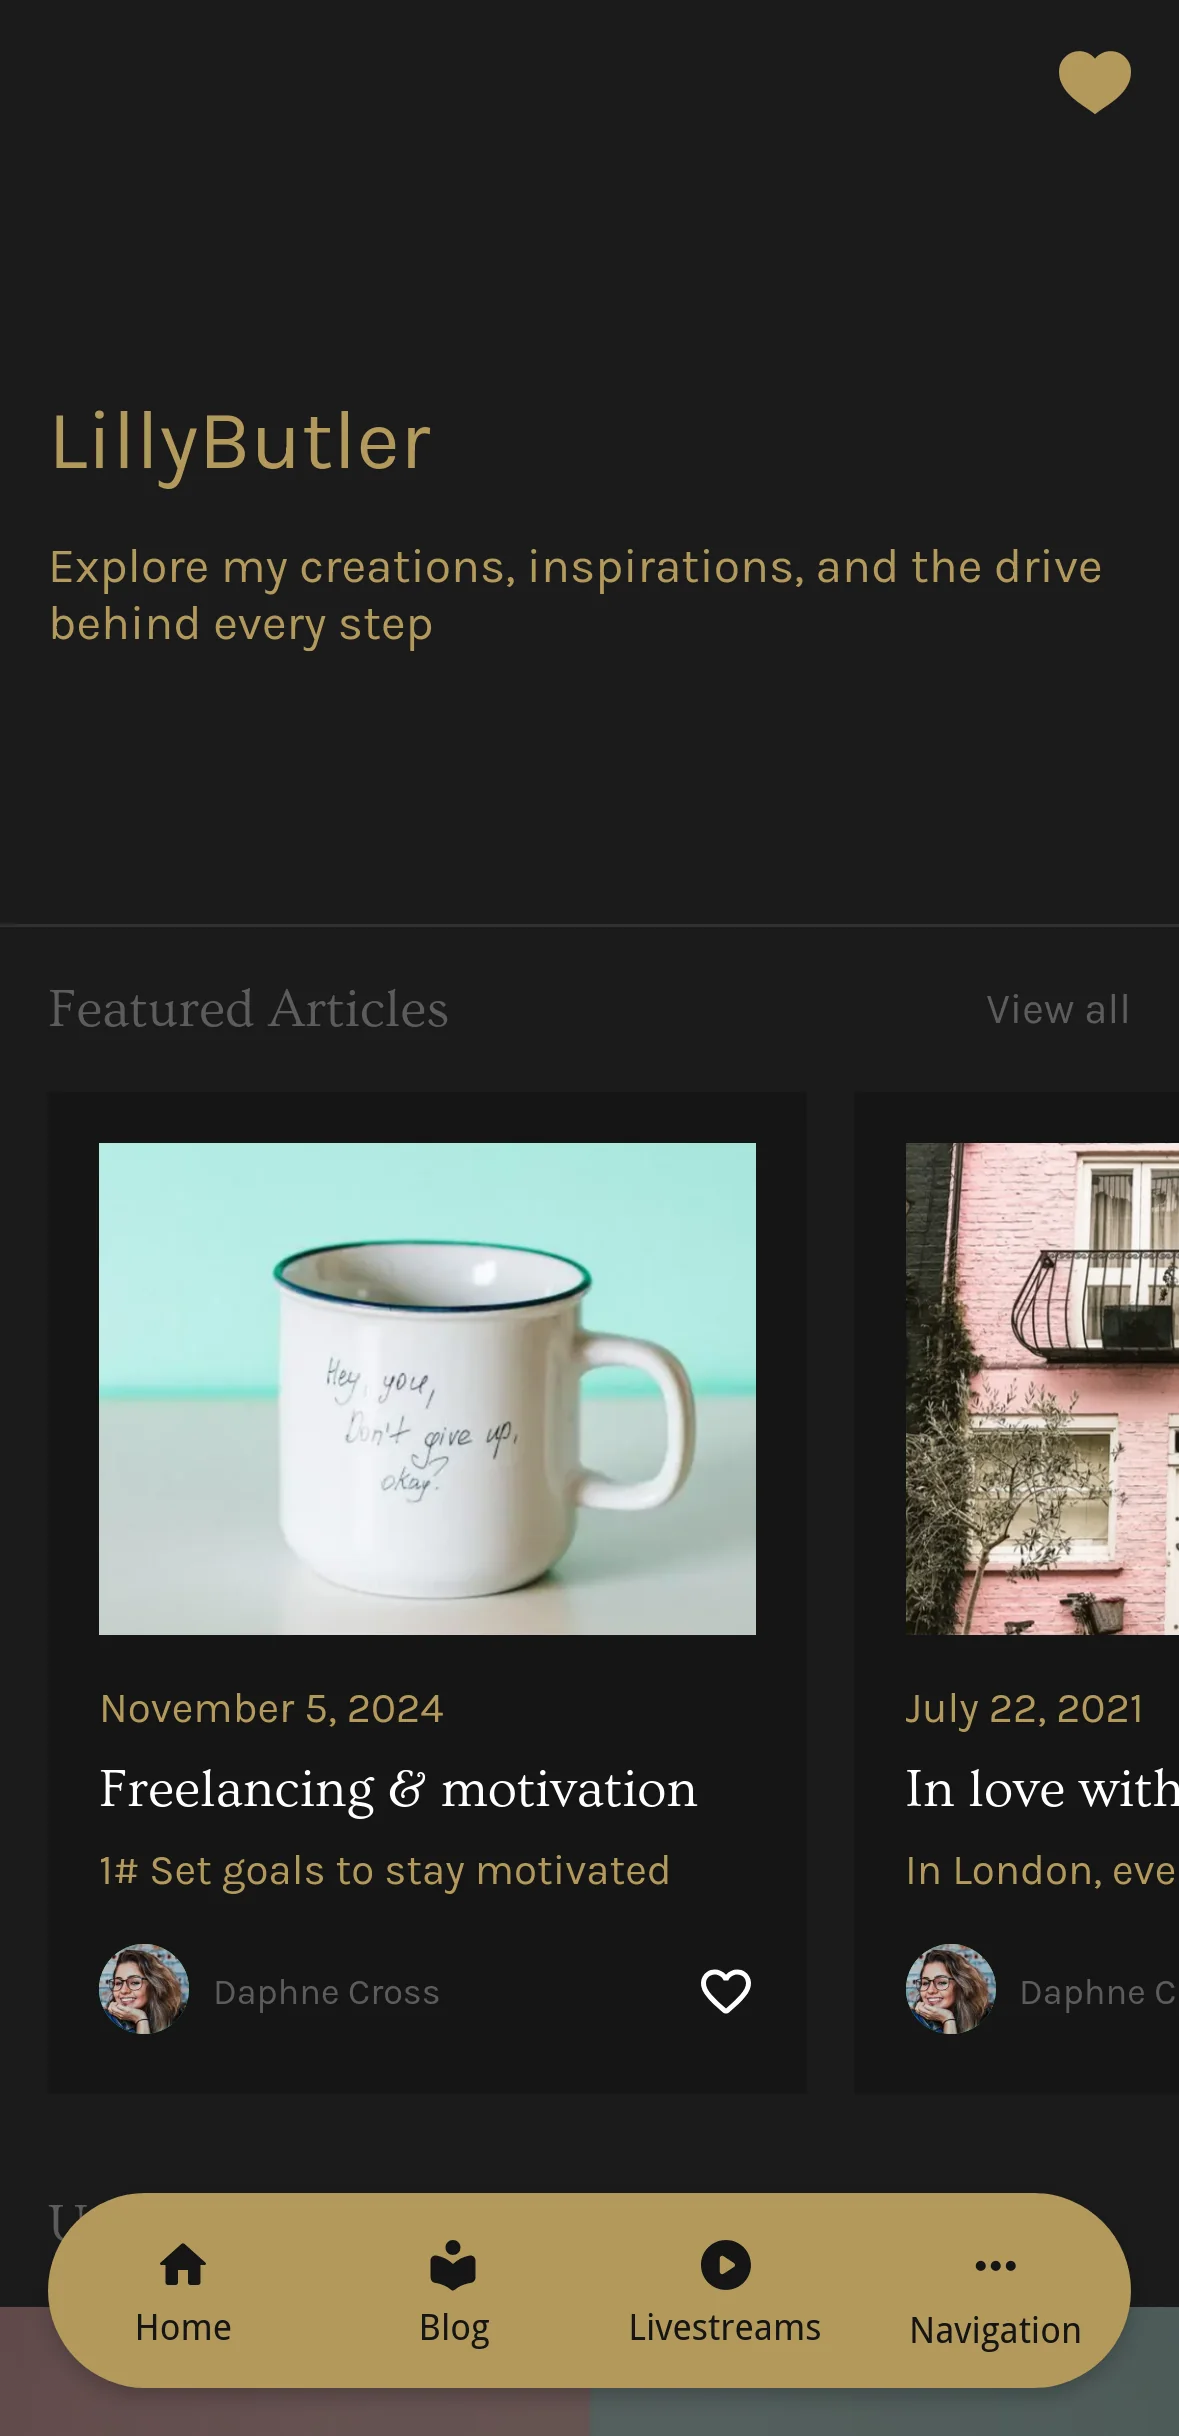 LillyButler
Explore my creations, inspirations, and the drive
behind every step
Featured Articles
View all
Hey, you,
Don't give up,
okay?
November 5, 2024
Freelancing & motivation
1# Set goals to stay motivated
Daphne Cross
July 22, 2021
In love with
In London, eve
Daphne C
Home
Blog
Livestreams
Navigation